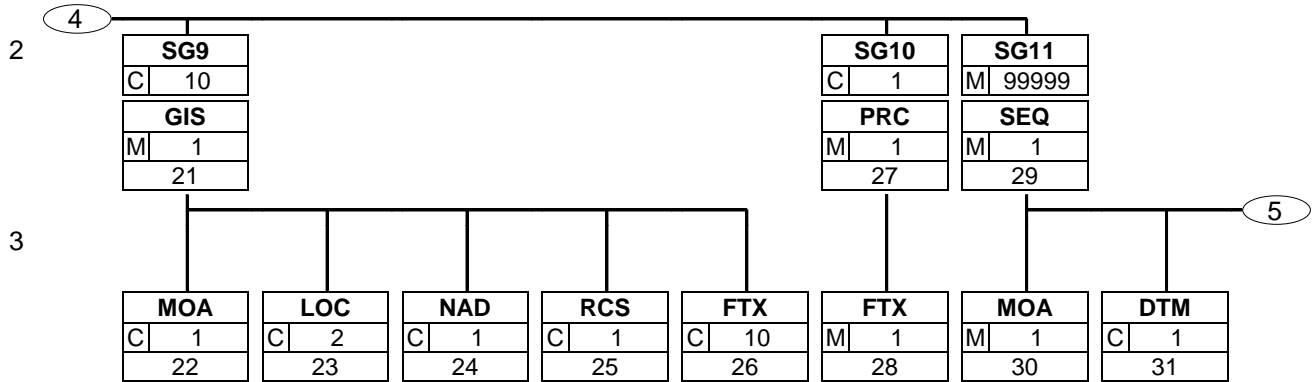 4
2
SG9 SG10 SG11
C 10 C 1 M 99999
GIS PRC SEQ
M 1 M 1 M 1
21 27 29
5
3
MOA LOC NAD RCS FTX FTX MOA DTM
C 1 C 2 C 1 C 1 C 10 M 1 M 1 C 1
22 23 24 25 26 28 30 31